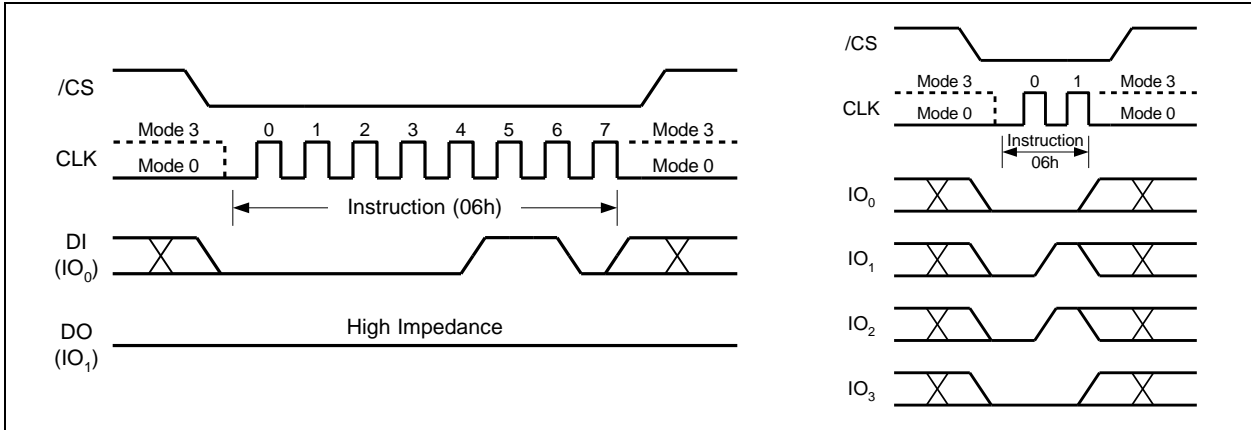 /CS
Mode 3 0 1 2 3 4 5 6 7 Mode 3
CLK
Mode 0 Mode 0
Instruction (06h)
DI
(IO0)
High Impedance
DO
(IO1)
/CS
Mode 3 0 1 Mode 3
CLK
Mode 0 Mode 0
Instruction
06h
IO0
IO1
IO2
IO3